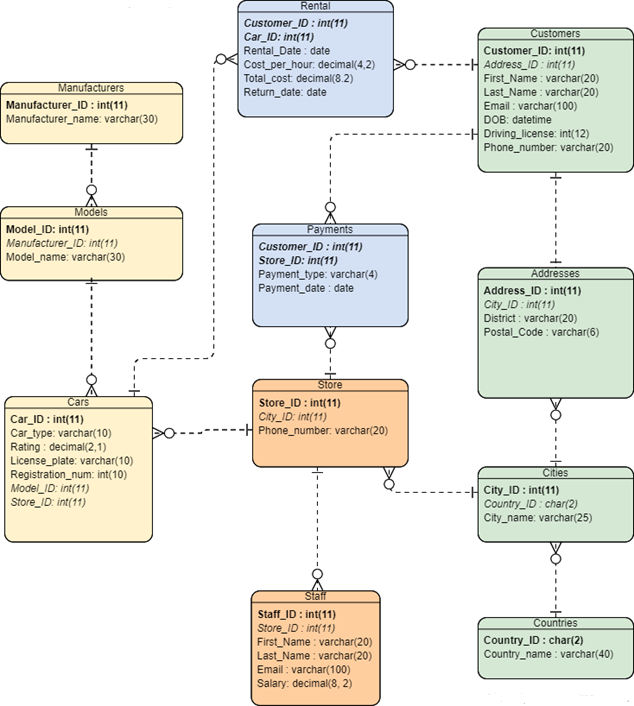 Rental
Customer_ID : int(11)
Car_ID: int(11)
Rental_Date : date
Cost_per_hour: decimal(4,2)
Total_cost: decimal(8.2)
Return_date: date
Customers
Customer_ID: int(11)
Address_ID : int(11)
First_Name : varchar(20)
Last_Name : varchar(20)
Email : varchar(100)
DOB: datetime
Driving_license: int(12)
Phone_number: varchar(20)
Manufacturers
Manufacturer_ID : int(11)
Manufacturer_name: varchar(30)
Models
Model_ID: int(11)
Manufacturer_ID: int(11)
Model_name: varchar(30)
Payments
Customer_ID : int(11)
Store_ID: int(11)
Payment_type: varchar(4)
Payment_date : date
Addresses
Address_ID : int(11)
City_ID : int(11)
District : varchar(20)
Postal_Code : varchar(6)
Cars
Car_ID : int(11)
Car_type: varchar(10)
Rating : decimal(2,1)
License_plate: varchar(10)
Registration_num: int(10)
Model_ID: int(11)
Store_ID: int(11)
Store
Store_ID : int(11)
City_ID: int(11)
Phone_number: varchar(20)
Cities
City_ID : int(11)
Country_ID : char(2)
City_name: varchar(25)
Staff
Staff_ID : int(11)
Store_ID : int(11)
First_Name : varchar(20)
Last_Name : varchar(20)
Email : varchar(100)
Salary: decimal(8, 2)
Countries
Country_ID : char(2)
Country_name : varchar(40)